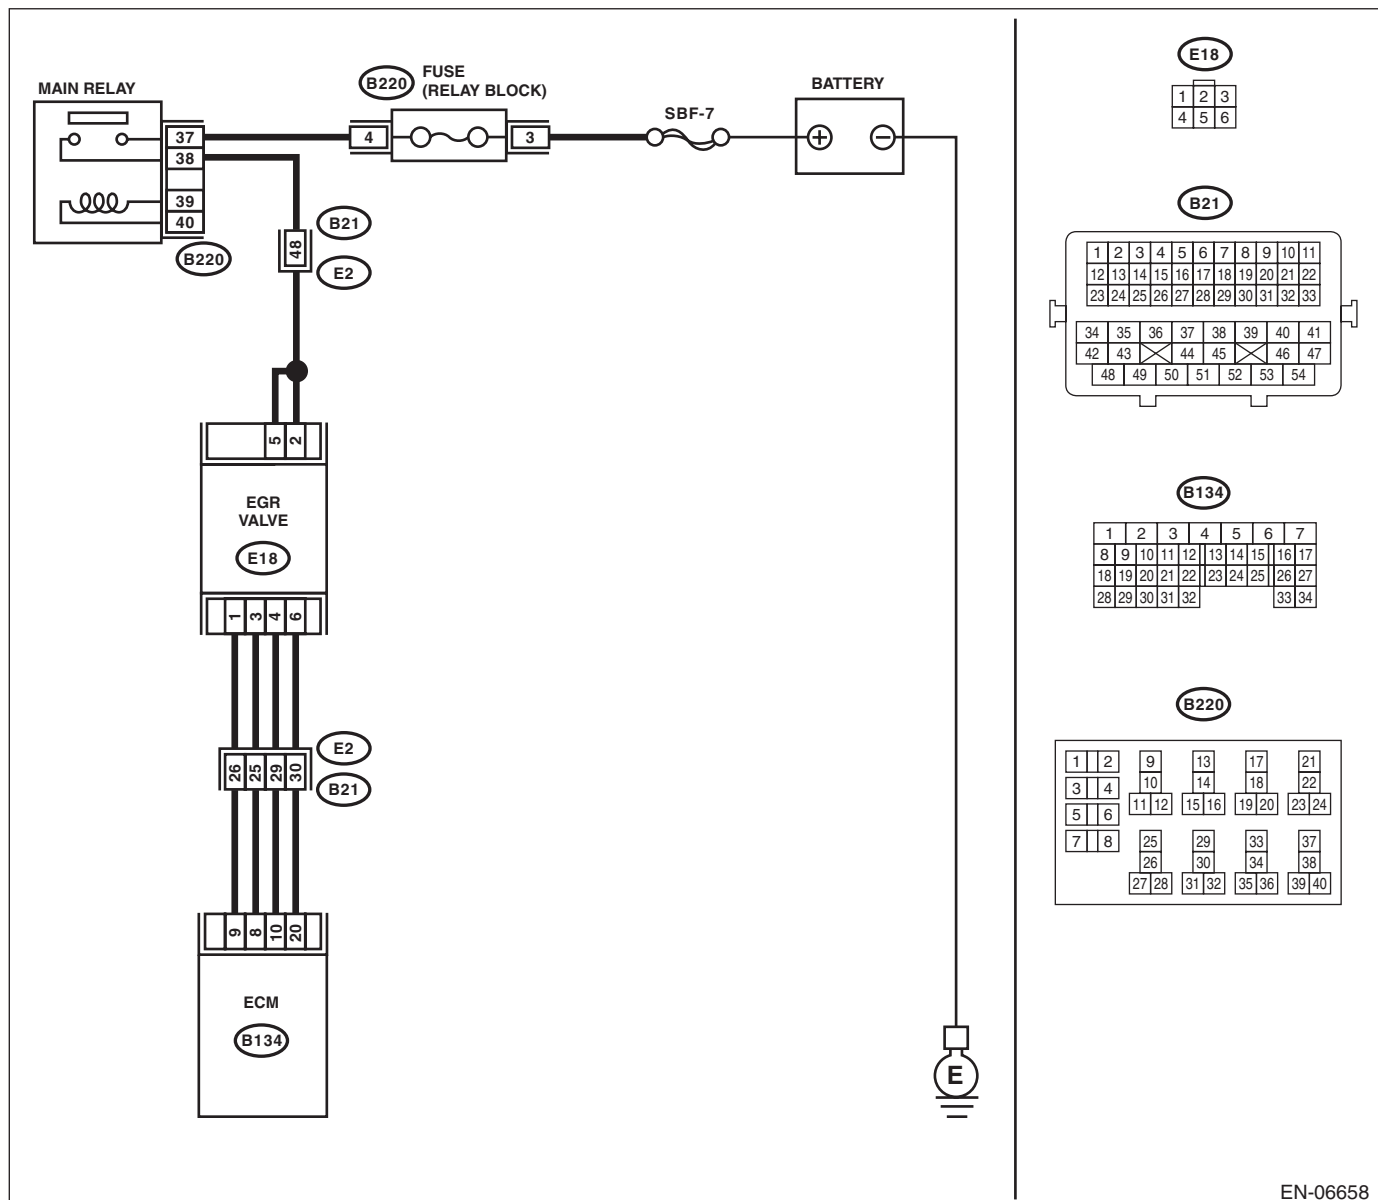 MAIN RELAY
B220
FUSE
(RELAY BLOCK)
SBF-7
BATTERY
37
38
39
40
4
3
B220
B21
48
E2
5 2
EGR
VALVE
E18
1 3 4 6
E2
26 25 29 30
B21
9 8 10 20
ECM
B134
E
E18
1 2 3
4 5 6
B21
1 2 3 4 5 6 7 8 9 10 11
12 13 14 15 16 17 18 19 20 21 22
23 24 25 26 27 28 29 30 31 32 33
34 35 36 37 38 39 40 41
42 43 44 45 46 47
48 49 50 51 52 53 54
B134
1 2 3 4 5 6 7
8 9 10 11 12 13 14 15 16 17
18 19 20 21 22 23 24 25 26 27
28 29 30 31 32 33 34
B220
1 2 9 13 17 21
3 4 10 14 18 22
11 12 15 16 19 20 23 24
5 6
7 8 25 29 33 37
26 30 34 38
27 28 31 32 35 36 39 40
EN-06658